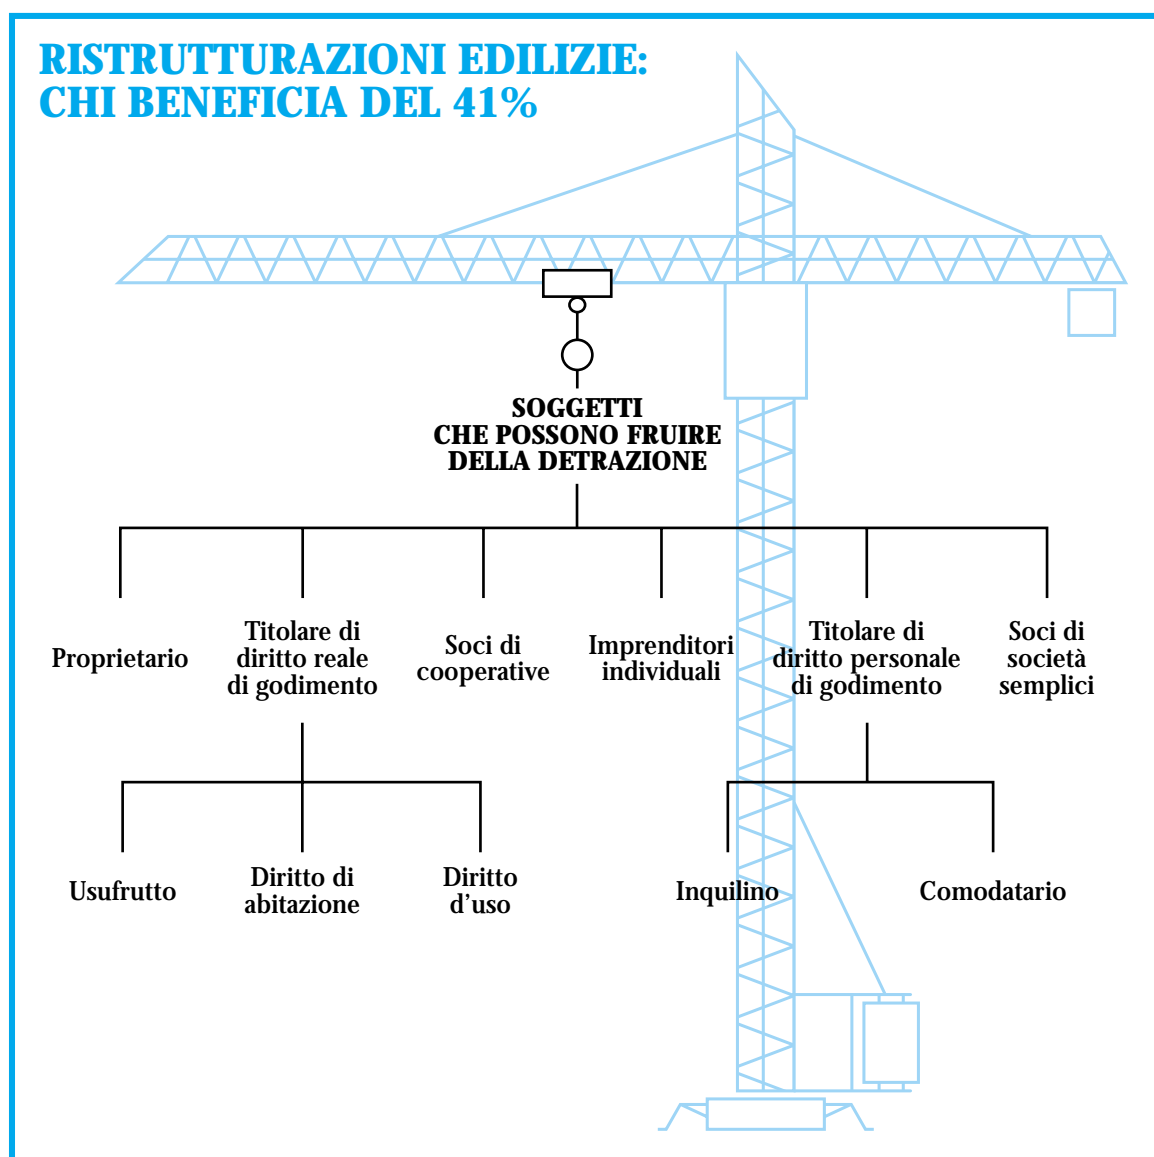 RISTRUTTURAZIONI EDILIZIE:
CHI BENEFICIA DEL 41%
SOGGETTI
CHE POSSONO FRUIRE
DELLA DETRAZIONE
Proprietario
Titolare di
diritto reale
di godimento
Soci di
cooperative
Imprenditori
individuali
Titolare di
diritto personale
di godimento
Soci di
società
semplici
Usufrutto
Diritto di
abitazione
Diritto
d'uso
Inquilino
Comodatario